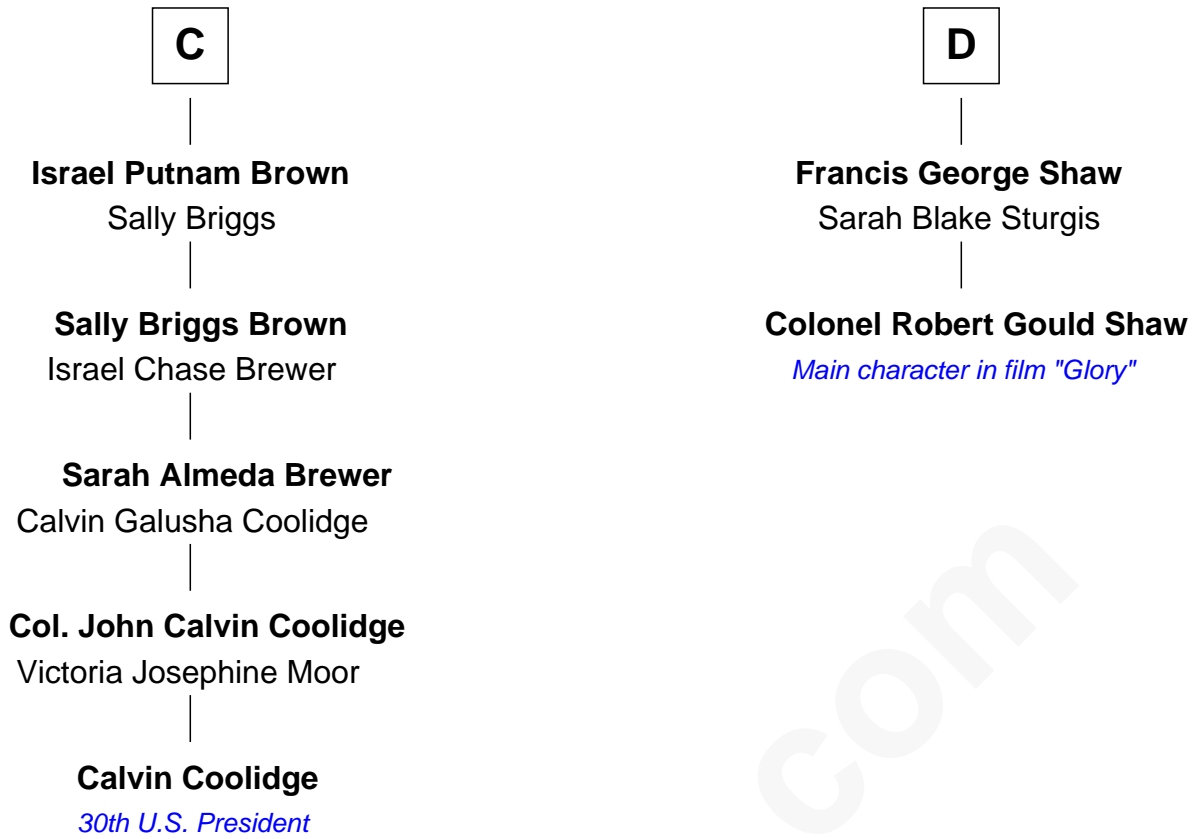 C
Israel Putnam Brown
Sally Briggs
Sally Briggs Brown
Israel Chase Brewer
Sarah Almeda Brewer
Calvin Galusha Coolidge
Col. John Calvin Coolidge
Victoria Josephine Moor
Calvin Coolidge
30th U.S. President
D
Francis George Shaw
Sarah Blake Sturgis
Colonel Robert Gould Shaw
Main character in film "Glory"
com